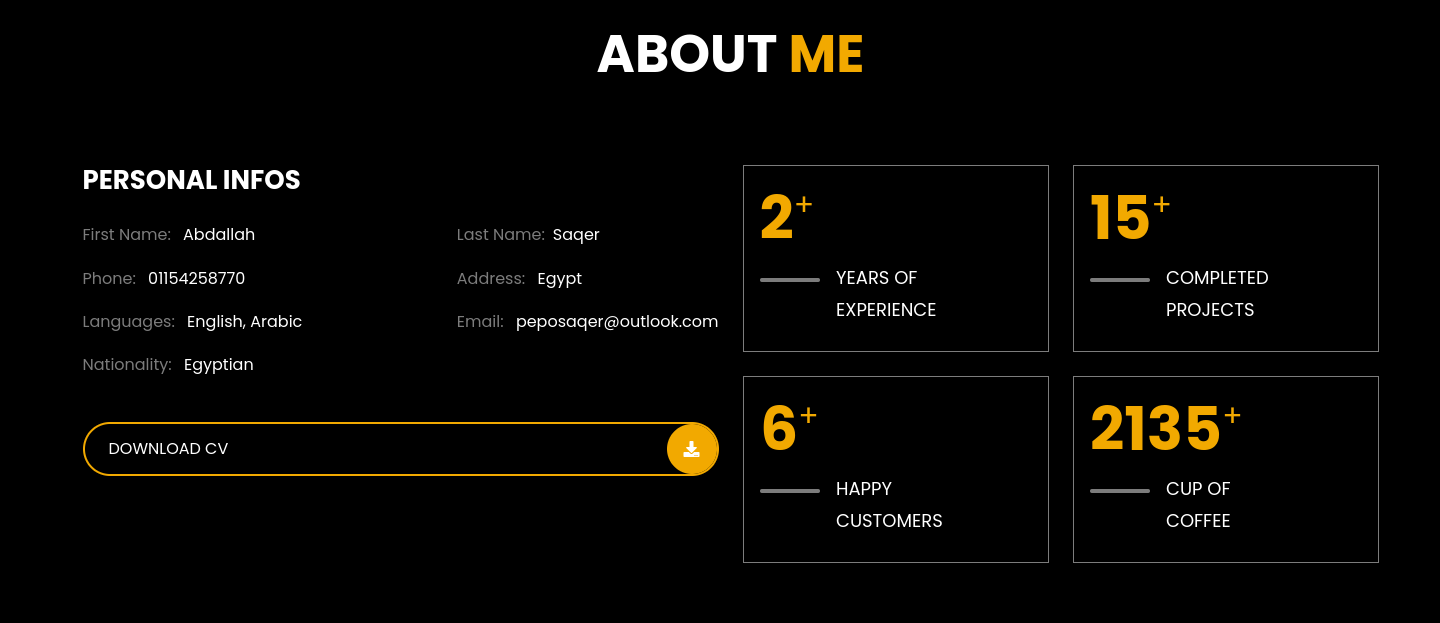 ABOUT ME
PERSONAL INFOS
First Name: Abdallah
Last Name: Saqer
Phone: 01154258770
Address: Egypt
Languages: English, Arabic
Email: peposaqer@outlook.com
Nationality: Egyptian
DOWNLOAD CV
2+
YEARS OF
EXPERIENCE
15+
COMPLETED
PROJECTS
6+
HAPPY
CUSTOMERS
2135+
CUP OF
COFFEE